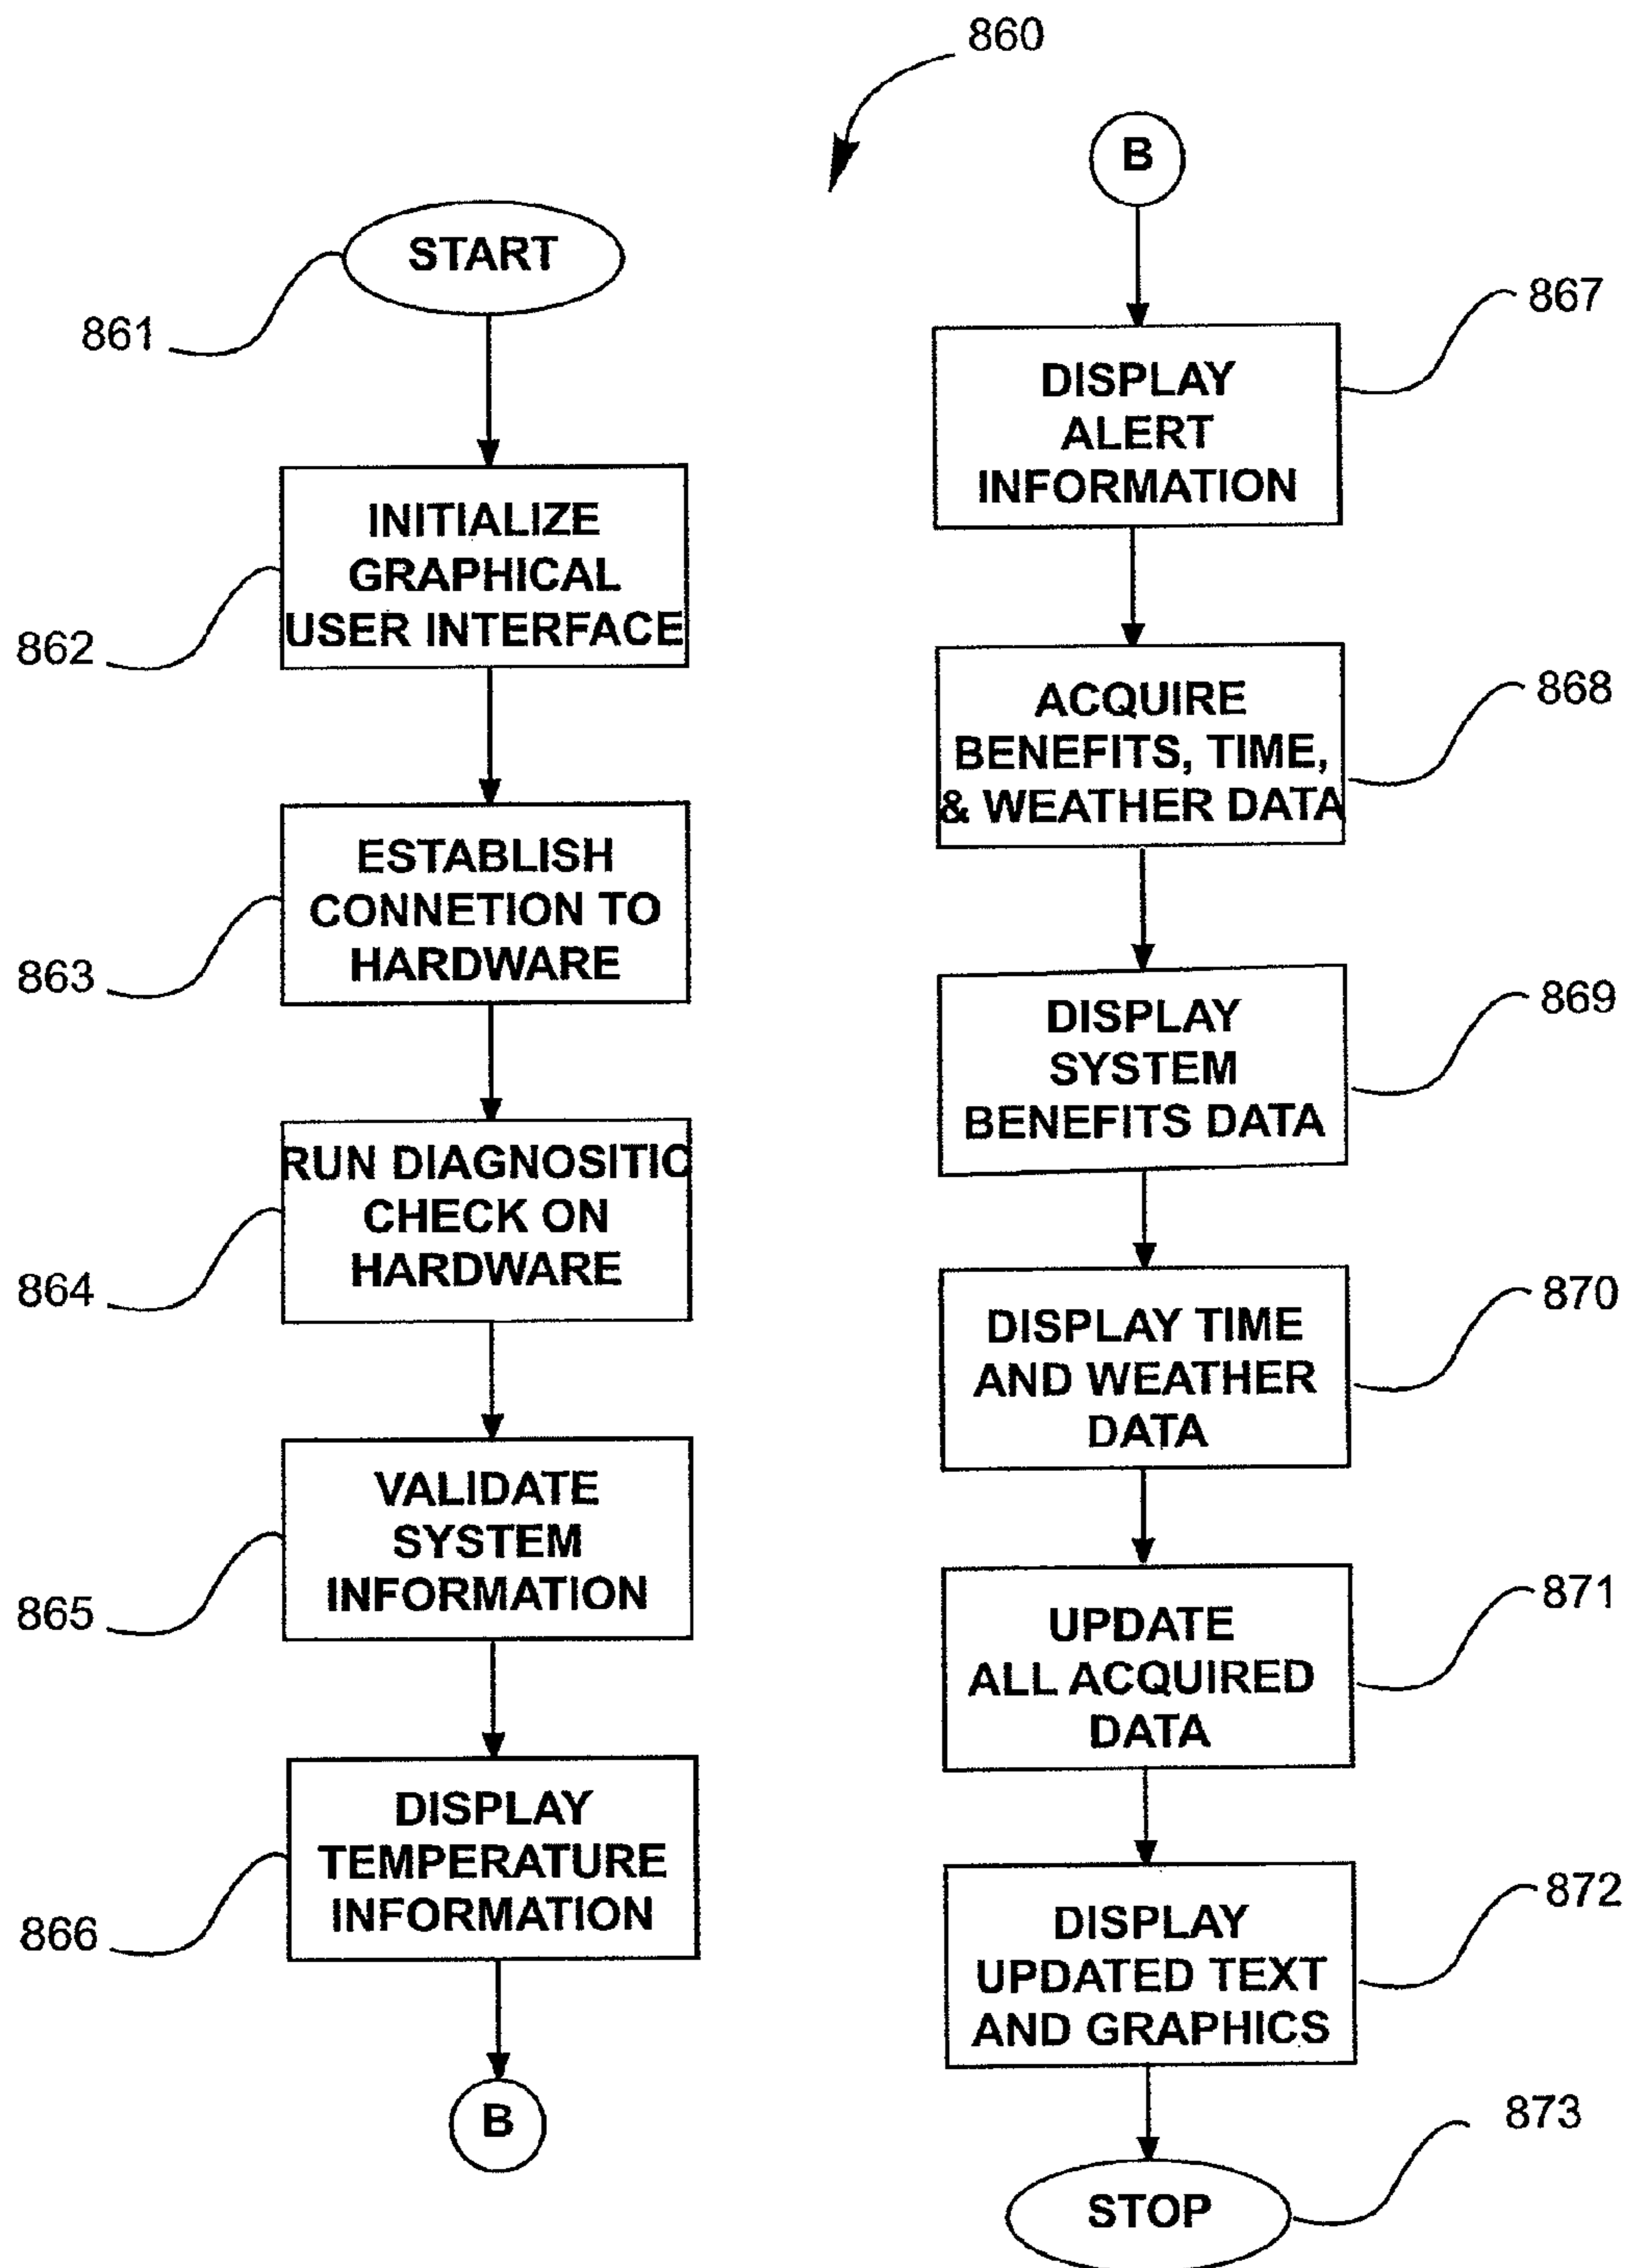 860
START
861
INITIALIZE
GRAPHICAL
USER INTERFACE
862
ESTABLISH
CONNETION TO
HARDWARE
863
RUN DIAGNOSITIC
CHECK ON
HARDWARE
864
VALIDATE
SYSTEM
INFORMATION
865
DISPLAY
TEMPERATURE
INFORMATION
866
B
B
DISPLAY
ALERT
INFORMATION
867
ACQUIRE
BENEFITS, TIME,
& WEATHER DATA
868
DISPLAY
SYSTEM
BENEFITS DATA
869
DISPLAY TIME
AND WEATHER
DATA
870
UPDATE
ALL ACQUIRED
DATA
871
DISPLAY
UPDATED TEXT
AND GRAPHICS
872
STOP
873